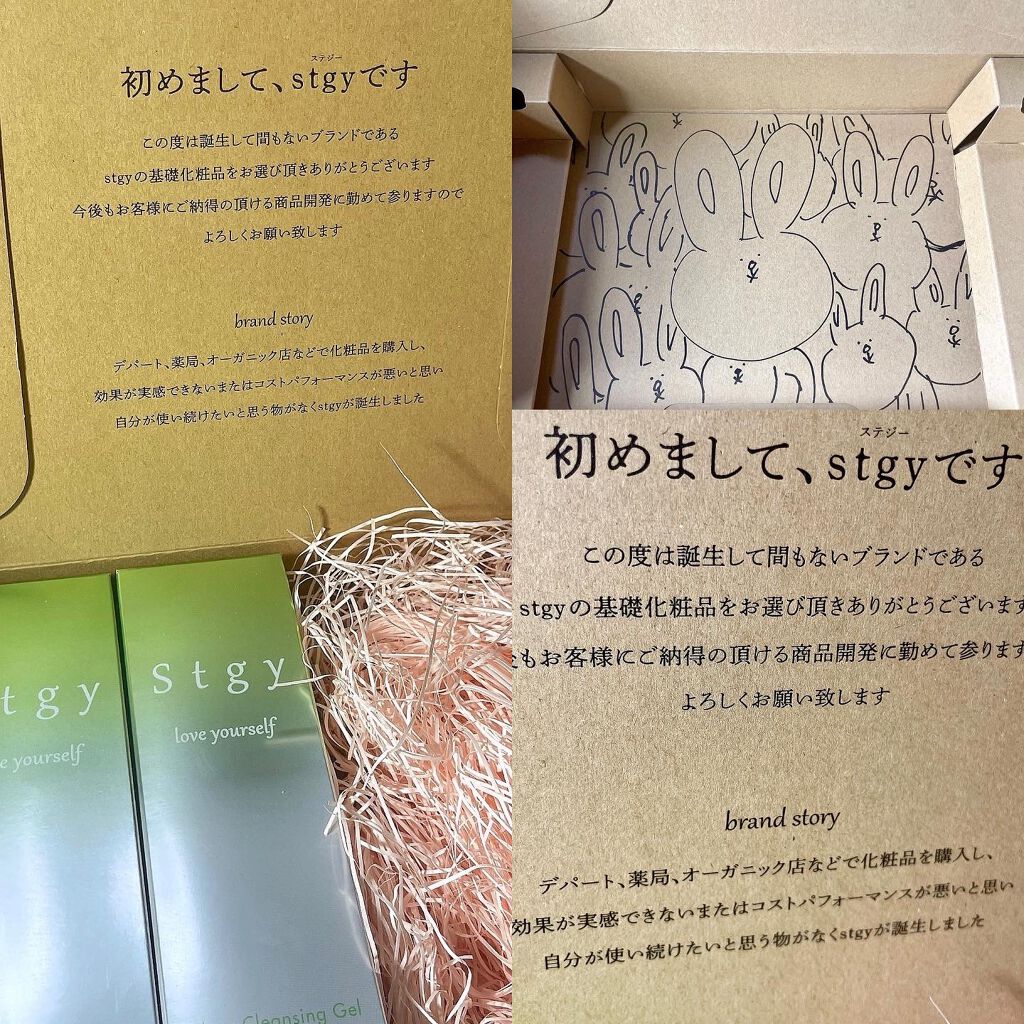 ステジー
初めまして、stgyです
この度は誕生して間もないブランドである
stgyの基礎化粧品をお選び頂きありがとうございます
今後もお客様にご納得の頂ける商品開発に勤めて参りますので
よろしくお願い致します
brand story
デパート、薬局、オーガニック店などで化粧品を購入し、
効果が実感できないまたはコストパフォーマンスが悪いと思い
自分が使い続けたいと思う物がなくstgyが誕生しました
tgy
yourself
stgy
love yourself
Cleansing Gel
ステジー
初めまして、stgyです
この度は誕生して間もないブランドである
stgyの基礎化粧品をお選び頂きありがとうございます
もお客様にご納得の頂ける商品開発に勤めて参ります
よろしくお願い致します
brand story
デパート、薬局、オーガニック店などで化粧品を購入し、
効果が実感できないまたはコストパフォーマンスが悪いと思い
自分が使い続けたいと思う物がなくstgyが誕生しました